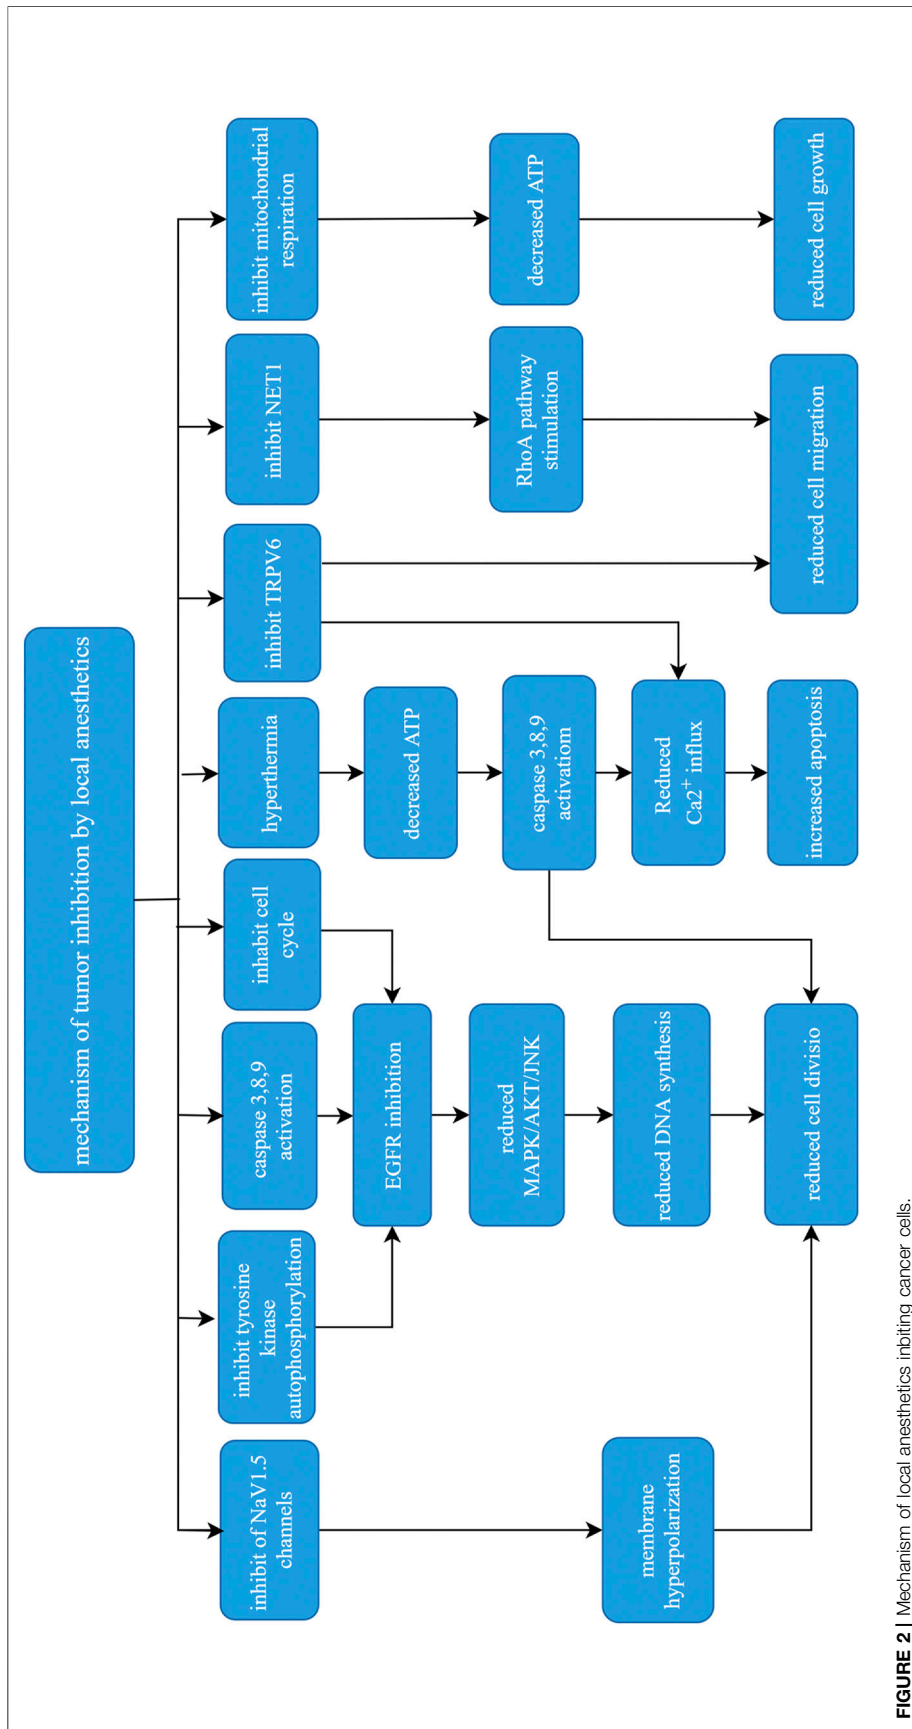 mechanism of tumor inhibition by local anesthetics
inhibit of NaV1.5
channels
inhibit tyrosine
kinase
autophosphorylation
caspase 3,8,9
activation
inhabit cell
cycle
hyperthermia
inhibit TRPV6
inhibit NET1
inhibit mitochondrial
respiration
EGFR inhibition
decreased ATP
reduced
MAPK/AKT/JNK
caspase 3,8,9
activatiom
RhoA pathway
stimulation
decreased ATP
membrane
hyperpolarization
reduced DNA synthesis
Reduced
Ca2⁺ influx
reduced cell divisio
increased apoptosis
reduced cell migration
reduced cell growth
FIGURE 2 | Mechanism of local anesthetics inbiting cancer cells.